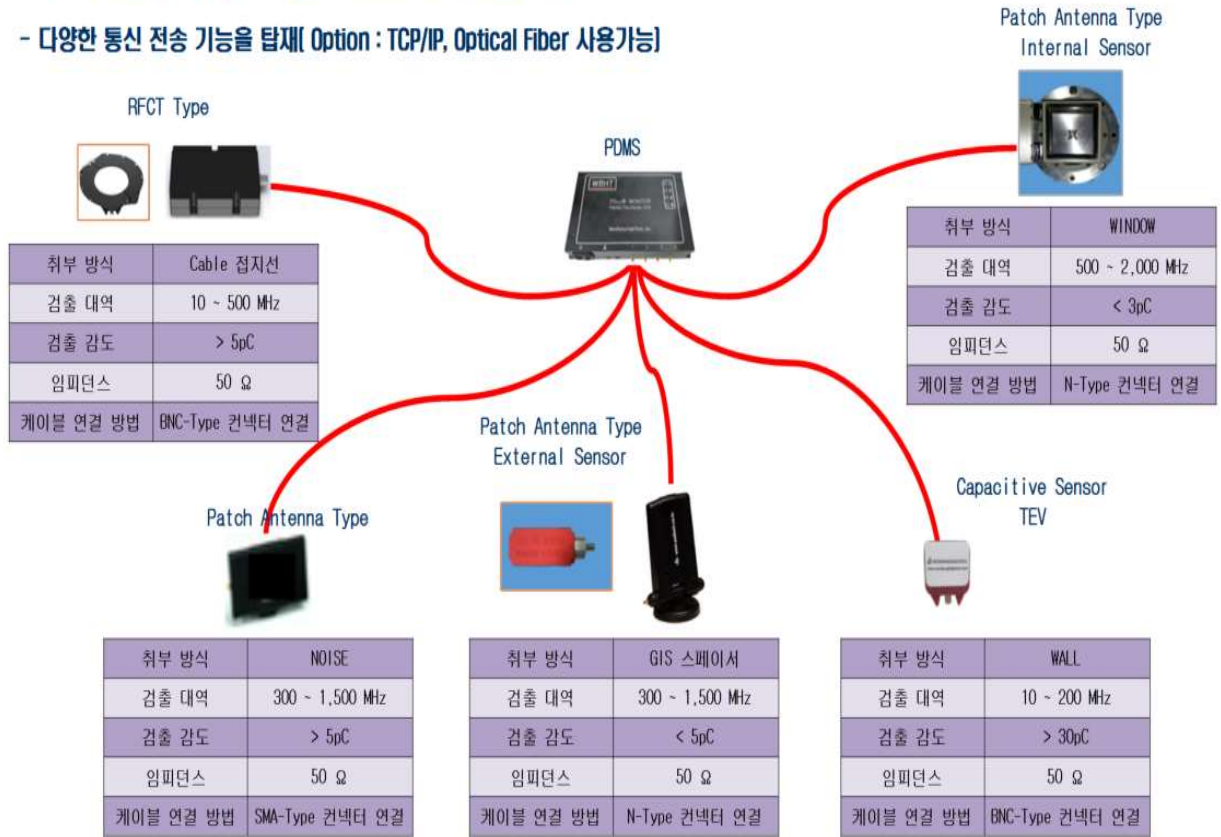 - 다양한 통신 전송 기능을 탑재[ Option : TCP/IP, Optical Fiber 사용가능]
Patch Antenna Type
Internal Sensor
RFCT Type
PDMS
WBHT
취부 방식 Cable 접지선
검출 대역 10 ~ 500 MHz
검출 감도 > 5pC
임피던스 50 Ω
케이블 연결 방법 BNC-Type 컨넥터 연결
취부 방식 WINDOW
검출 대역 500 ~ 2,000 MHz
검출 감도 < 3pC
임피던스 50 Ω
케이블 연결 방법 N-Type 컨넥터 연결
Patch Antenna Type
External Sensor
Patch Antenna Type
Capacitive Sensor
TEV
취부 방식 NOISE
검출 대역 300 ~ 1,500 MHz
검출 감도 > 5pC
임피던스 50 Ω
케이블 연결 방법 SMA-Type 컨넥터 연결
취부 방식 GIS 스페이서
검출 대역 300 ~ 1,500 MHz
검출 감도 < 5pC
임피던스 50 Ω
케이블 연결 방법 N-Type 컨넥터 연결
취부 방식 WALL
검출 대역 10 ~ 200 MHz
검출 감도 > 30pC
임피던스 50 Ω
케이블 연결 방법 BNC-Type 컨넥터 연결